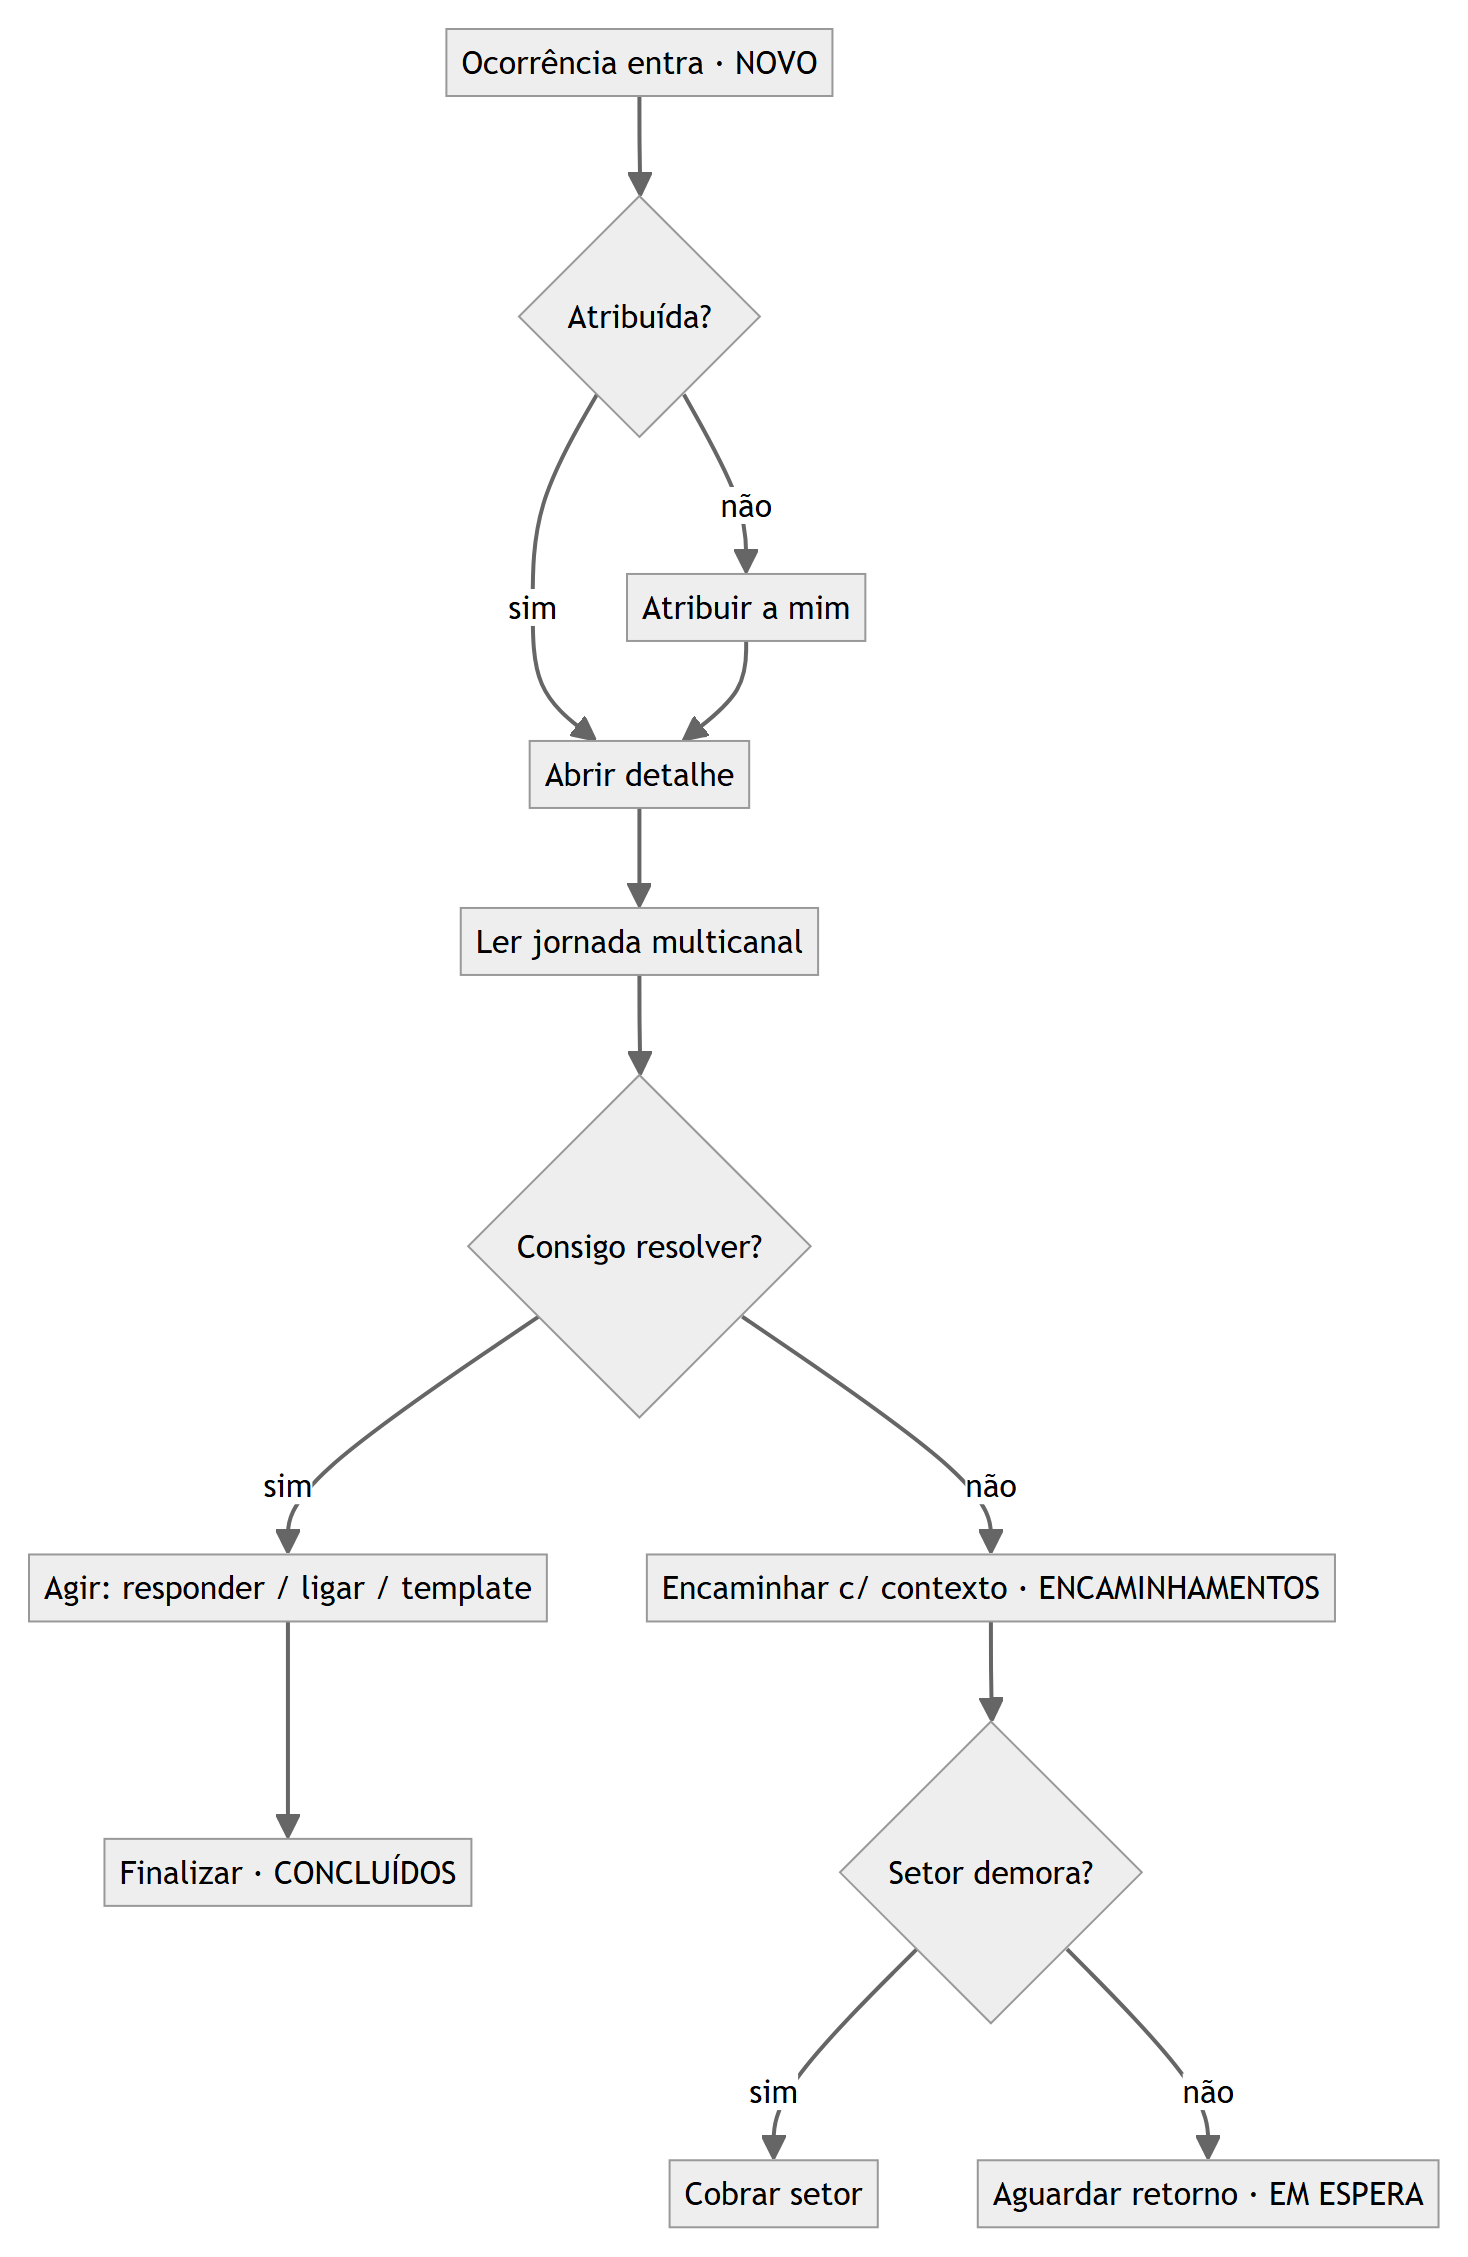 Ocorrência entra · NOVO
Atribuída?
não
sim
Atribuir a mim
Abrir detalhe
Ler jornada multicanal
Consigo resolver?
sim
não
Agir: responder / ligar / template
Encaminhar c/ contexto · ENCAMINHAMENTOS
Finalizar · CONCLUÍDOS
Setor demora?
sim
não
Cobrar setor
Aguardar retorno · EM ESPERA